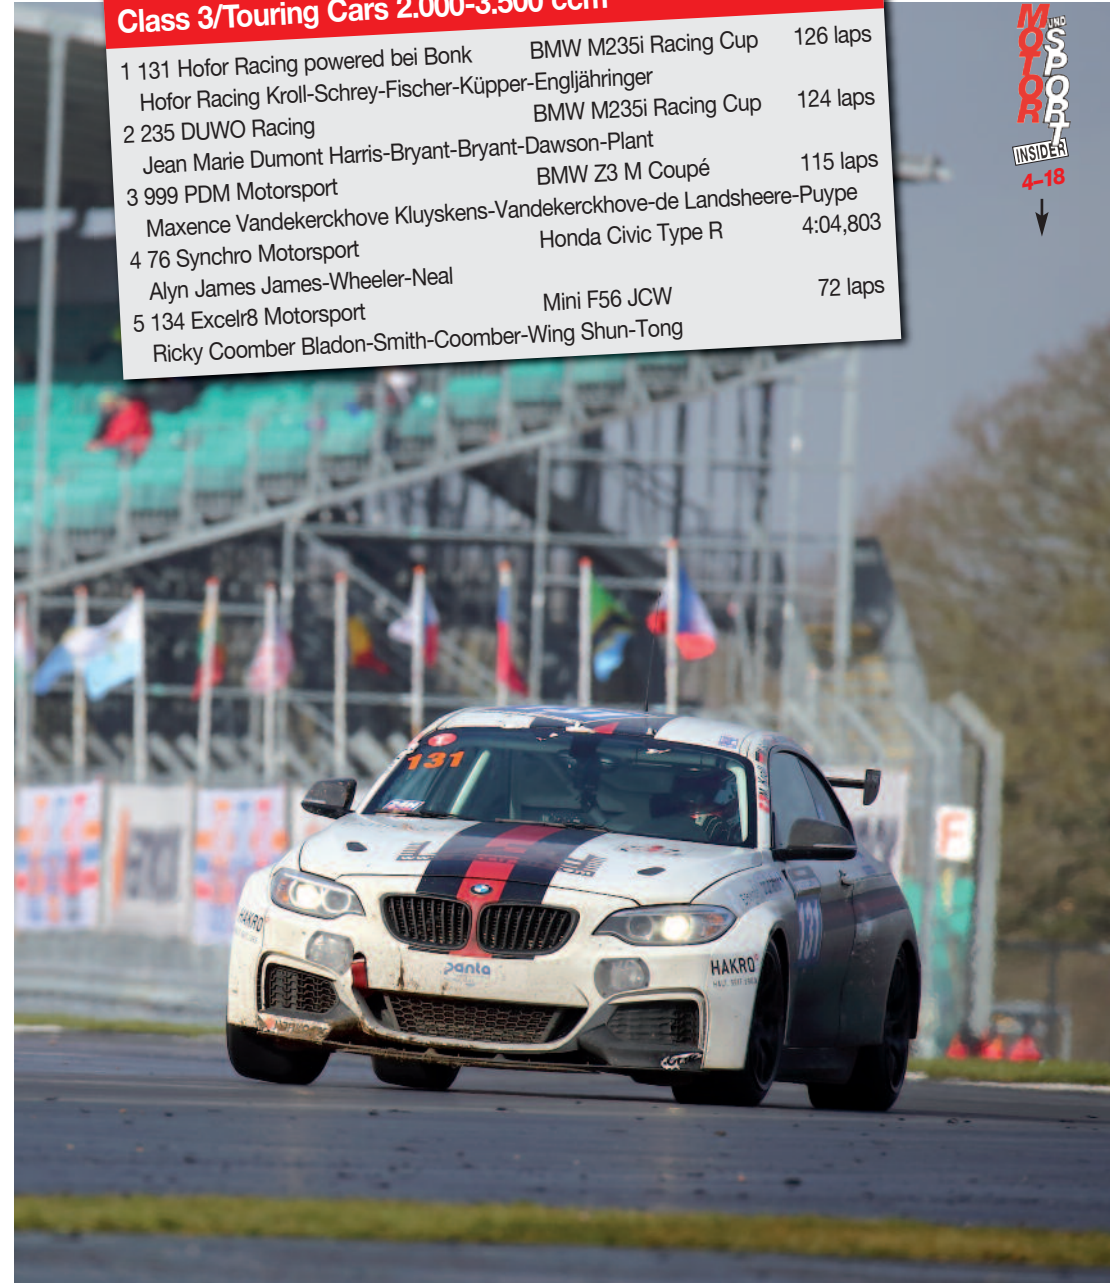 Class 3/Touring Cars 2.000-3.500 ccm
1 131 Hofor Racing powered bei Bonk BMW M235i Racing Cup 126 laps
Hofor Racing Kroll-Schrey-Fischer-Küpper-Engljähringer
2 235 DUWO Racing BMW M235i Racing Cup 124 laps
Jean Marie Dumont Harris-Bryant-Bryant-Dawson-Plant
3 999 PDM Motorsport BMW Z3 M Coupé 115 laps
Maxence Vandekerckhove Kluyskens-Vandekerckhove-de Landsheere-Puype
4 76 Synchro Motorsport Honda Civic Type R 4:04,803
Alyn James James-Wheeler-Neal
5 134 Excelr8 Motorsport Mini F56 JCW 72 laps
Ricky Coomber Bladon-Smith-Coomber-Wing Shun-Tong
MOTOR
UND
SPORT
INSIDER
4-18
131
HAKRO
panta
HAKRO
131
F